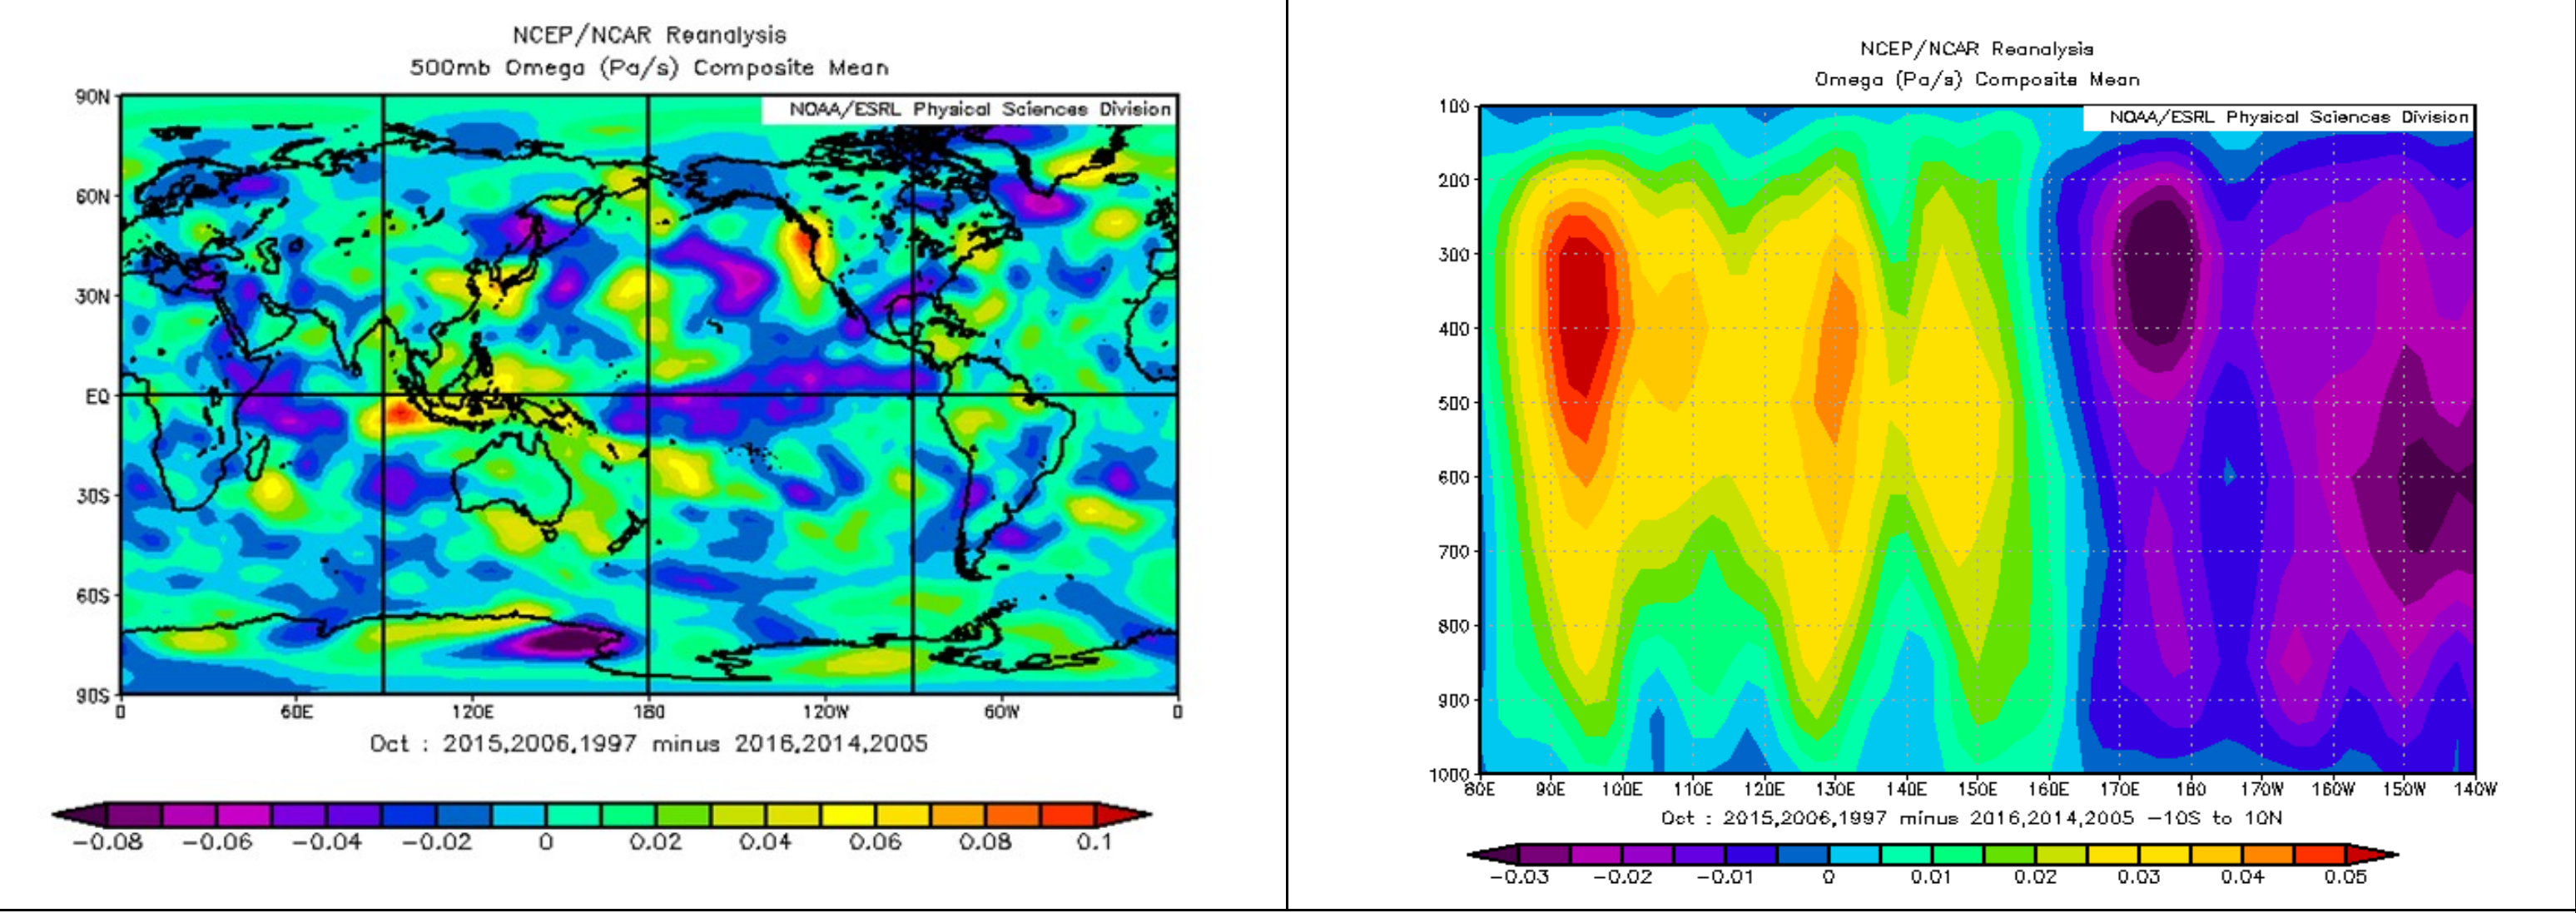 NCEP/NCAR Reanalysis
500mb Omega (Pa/s) Composite Mean
NOAA/ESRL Physical Sciences Division
90N
60N
30N
EQ
30S
60S
90S
0 60E 120E 180 120W 60W 0
Oct : 2015,2006,1997 minus 2016,2014,2005
-0.08 -0.06 -0.04 -0.02 0 0.02 0.04 0.06 0.08 0.1
NCEP/NCAR Reanalysis
Omega (Pa/s) Composite Mean
NOAA/ESRL Physical Sciences Division
100
200
300
400
500
600
700
800
900
1000
80E 90E 100E 110E 120E 130E 140E 150E 160E 170E 180 170W 160W 150W 140W
Oct : 2015,2006,1997 minus 2016,2014,2005 -10S to 10N
-0.03 -0.02 -0.01 0 0.01 0.02 0.03 0.04 0.05